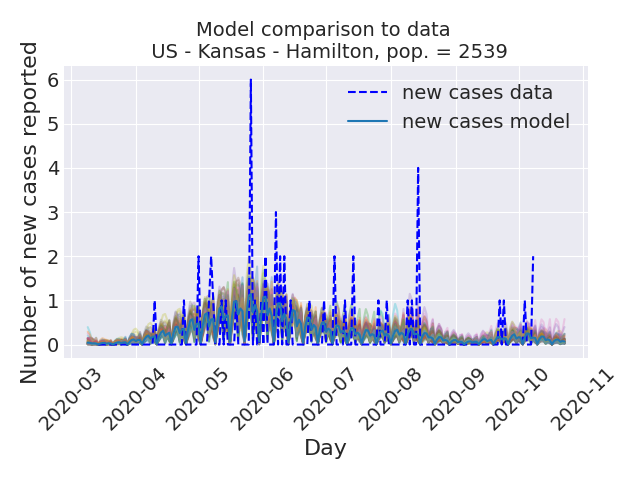 Model comparison to data
US - Kansas - Hamilton, pop. = 2539
Number of new cases reported
6
5
4
3
2
1
0
new cases data
new cases model
2020-03
2020-04
2020-05
2020-06
2020-07
2020-08
2020-09
2020-10
2020-11
Day